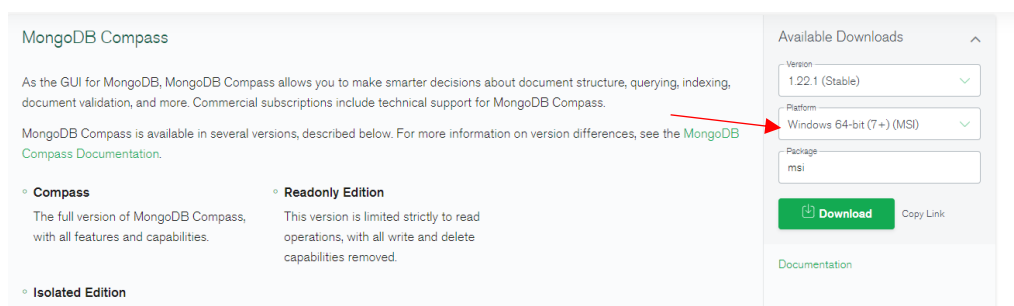 MongoDB Compass
As the GUI for MongoDB, MongoDB Compass allows you to make smarter decisions about document structure, querying, indexing,
document validation, and more. Commercial subscriptions include technical support for MongoDB Compass.
MongoDB Compass is available in several versions, described below. For more information on version differences, see the MongoDB
Compass Documentation.
Compass
The full version of MongoDB Compass,
with all features and capabilities.
Readonly Edition
This version is limited strictly to read
operations, with all write and delete
capabilities removed.
Isolated Edition
Available Downloads
Version
1.22.1 (Stable)
Platform
Windows 64-bit (7+) (MSI)
Package
msi
Download
Copy Link
Documentation